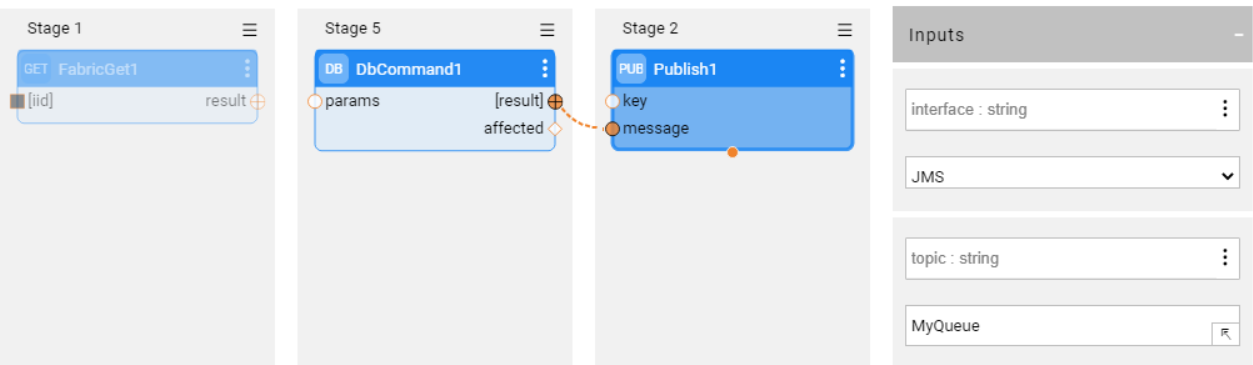 Stage 1
GET FabricGet1
[iid] result
Stage 5
DB DbCommand1
params [result]
affected
Stage 2
PUB Publish1
key
message
Inputs
interface : string
JMS
topic : string
MyQueue